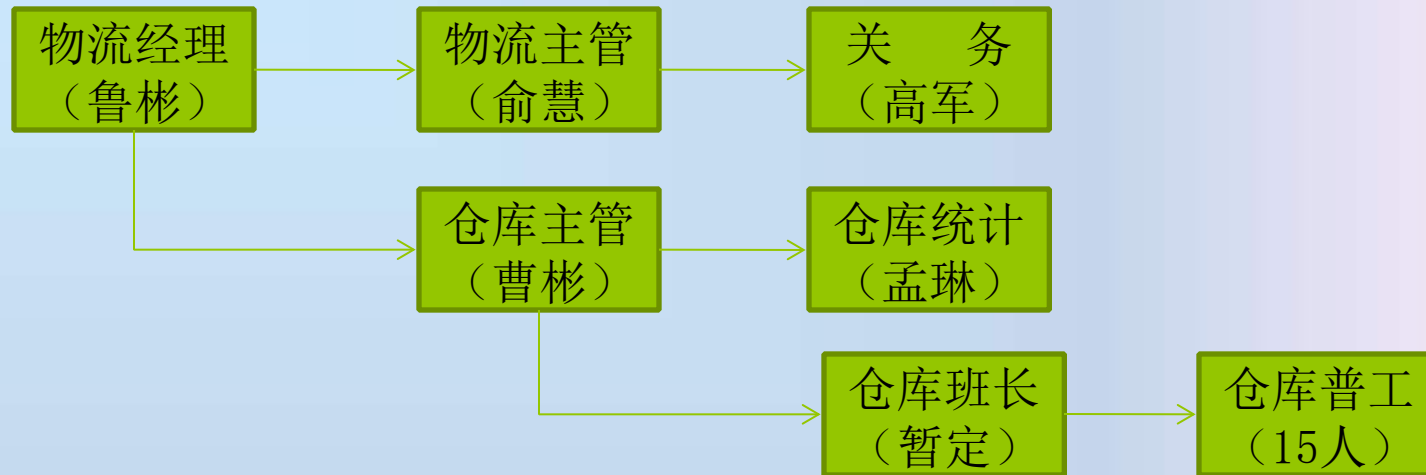 物流经理
（鲁彬）
物流主管
（俞慧）
关 务
（高军）
仓库主管
（曹彬）
仓库统计
（孟琳）
仓库班长
（暂定）
仓库普工
（15人）